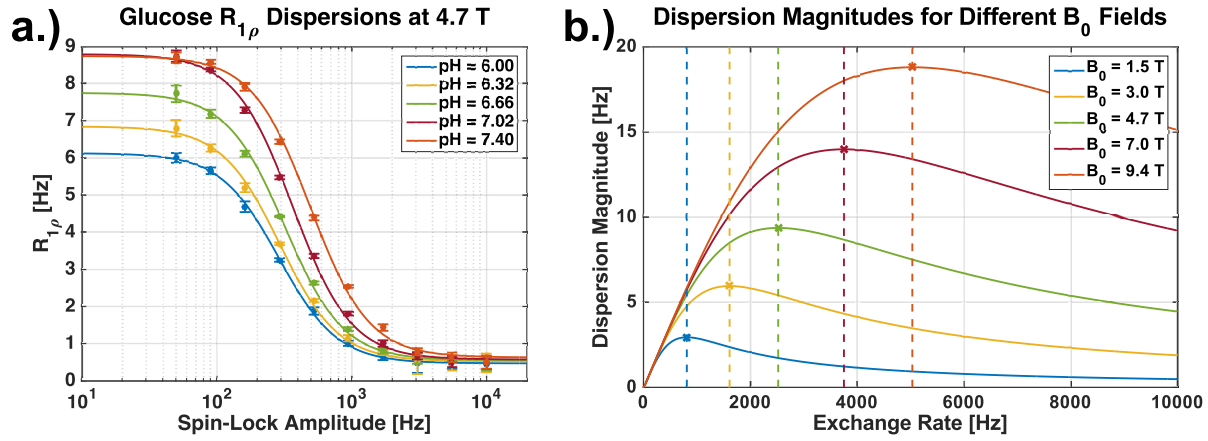 a.)
Glucose R1ρ Dispersions at 4.7 T
9
8
7
6
5
4
3
2
1
0
R1ρ [Hz]
pH = 6.00
pH = 6.32
pH = 6.66
pH = 7.02
pH = 7.40
10^1
10^2
10^3
10^4
Spin-Lock Amplitude [Hz]
b.)
Dispersion Magnitudes for Different B0 Fields
20
15
10
5
0
Dispersion Magnitude [Hz]
B0 = 1.5 T
B0 = 3.0 T
B0 = 4.7 T
B0 = 7.0 T
B0 = 9.4 T
0
2000
4000
6000
8000
10000
Exchange Rate [Hz]